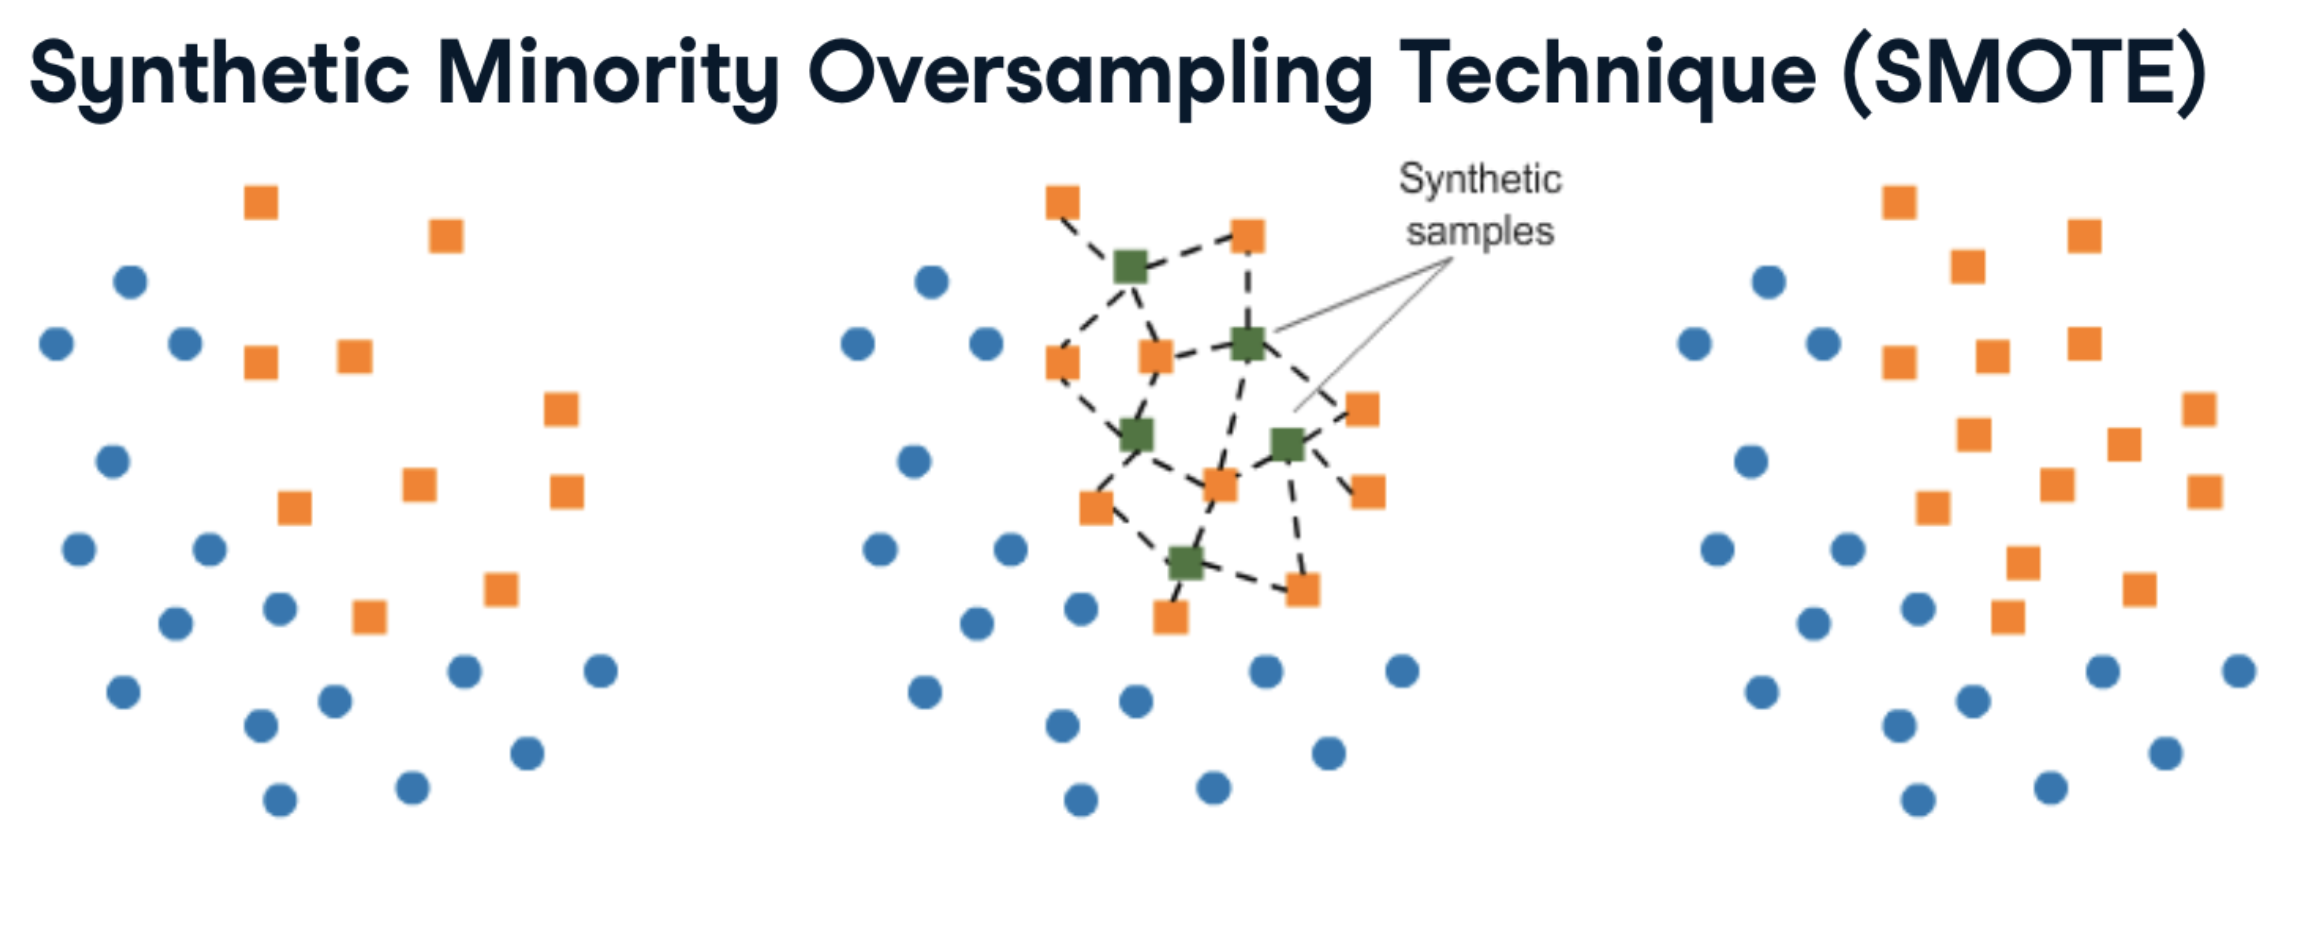 Synthetic Minority Oversampling Technique (SMOTE)
Synthetic
samples